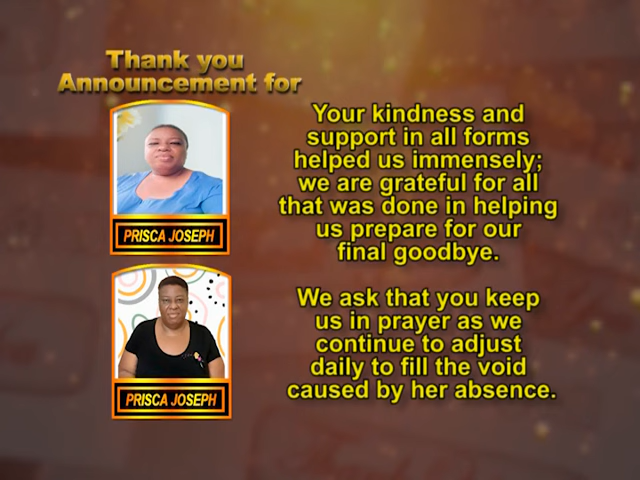 Thank you
Announcement for
PRISCA JOSEPH
PRISCA JOSEPH
Your kindness and
support in all forms
helped us immensely;
we are grateful for all
that was done in helping
us prepare for our
final goodbye.
We ask that you keep
us in prayer as we
continue to adjust
daily to fill the void
caused by her absence.